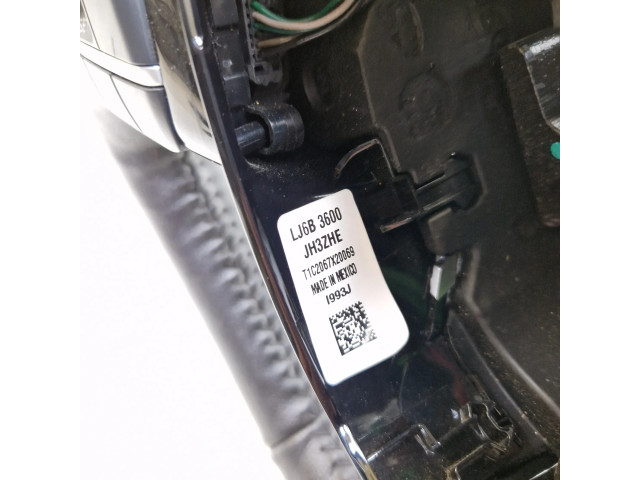 LJ6B 3600
JH3ZHE
T1C2067X20069
MADE IN MEXICO
I993J